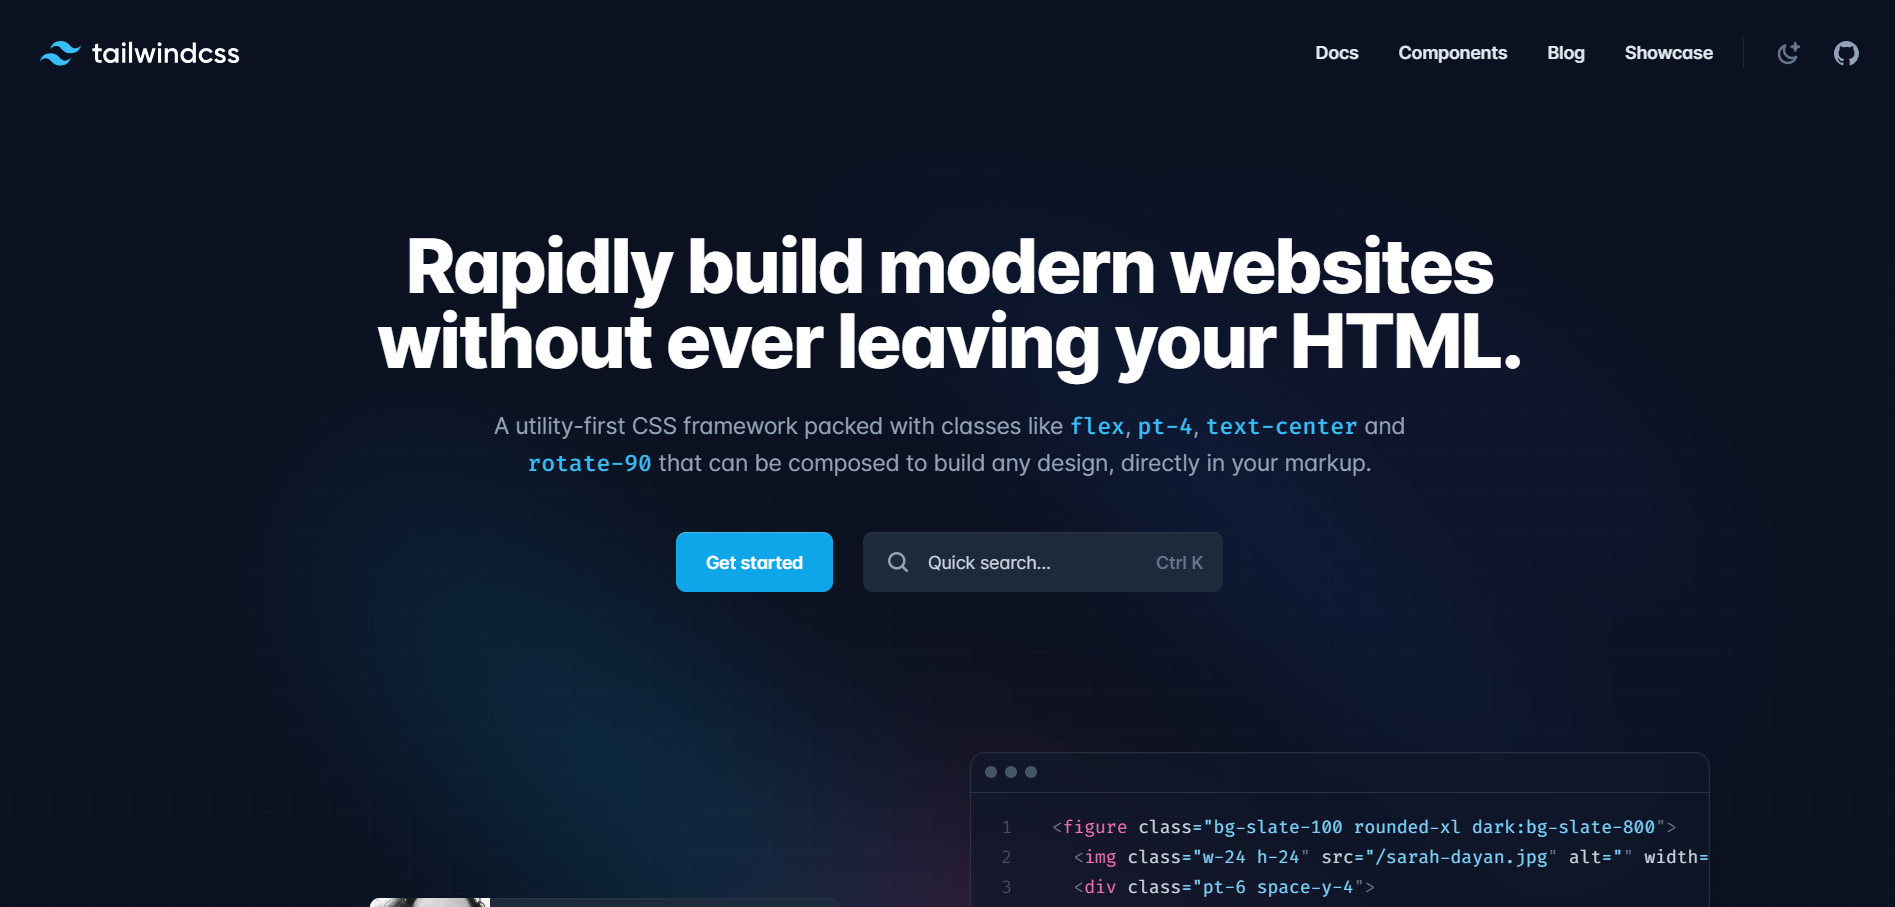 tailwindcss
Docs Components Blog Showcase
Rapidly build modern websites
without ever leaving your HTML.
A utility-first CSS framework packed with classes like flex, pt-4, text-center and
rotate-90 that can be composed to build any design, directly in your markup.
Get started
Quick search... Ctrl K
1 <figure class="bg-slate-100 rounded-xl dark:bg-slate-800">
2 <img class="w-24 h-24" src="/sarah-dayan.jpg" alt="" width=
3 <div class="pt-6 space-y-4">